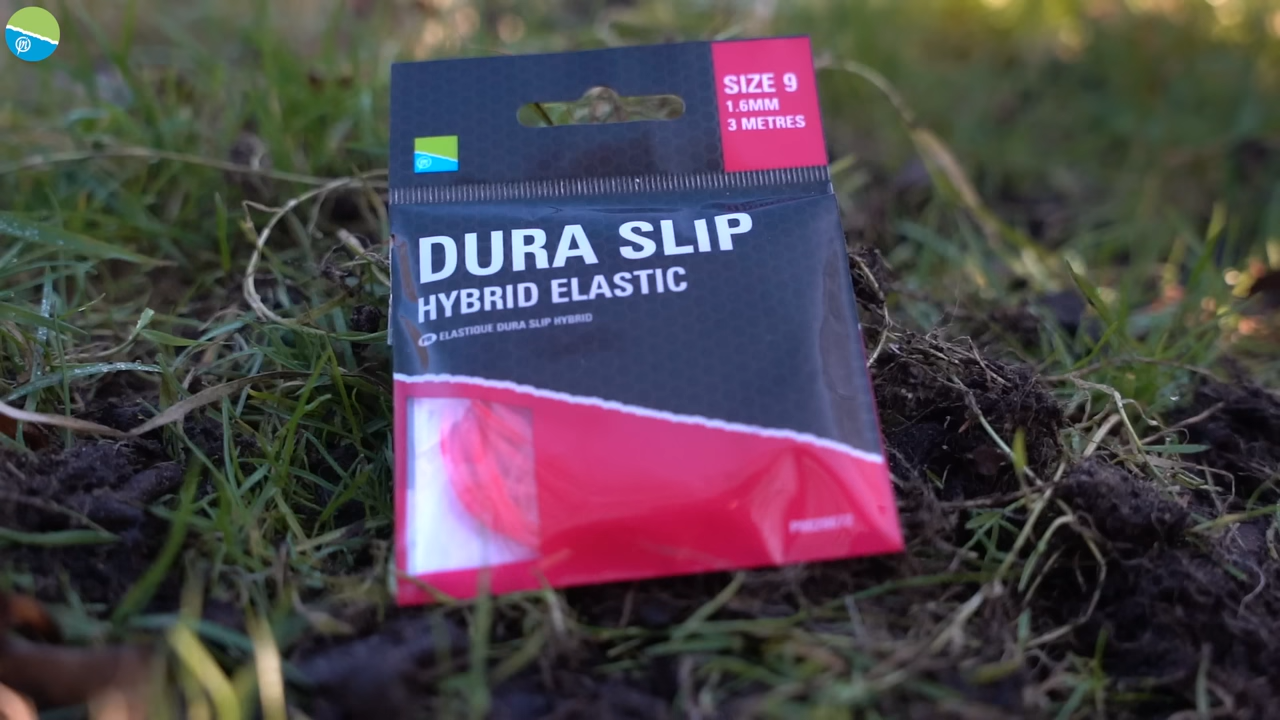 SIZE 9
1.6MM
3 METRES
DURA SLIP
HYBRID ELASTIC
ELASTIQUE DURA SLIP HYBRID